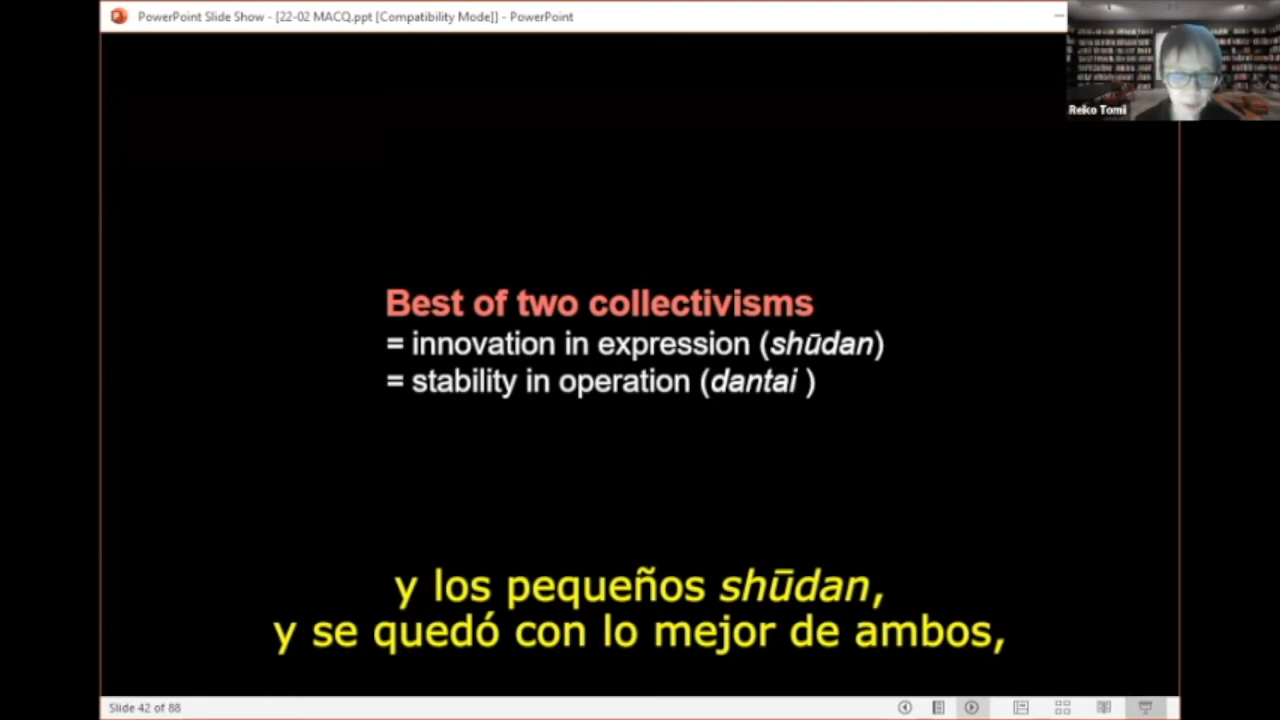 PowerPoint Slide Show - [22-02 MACQ.ppt [Compatibility Mode]] - PowerPoint
Reiko Tomii
Best of two collectivisms
= innovation in expression (shūdan)
= stability in operation (dantai )
y los pequeños shūdan,
y se quedó con lo mejor de ambos,
Slide 42 of 88